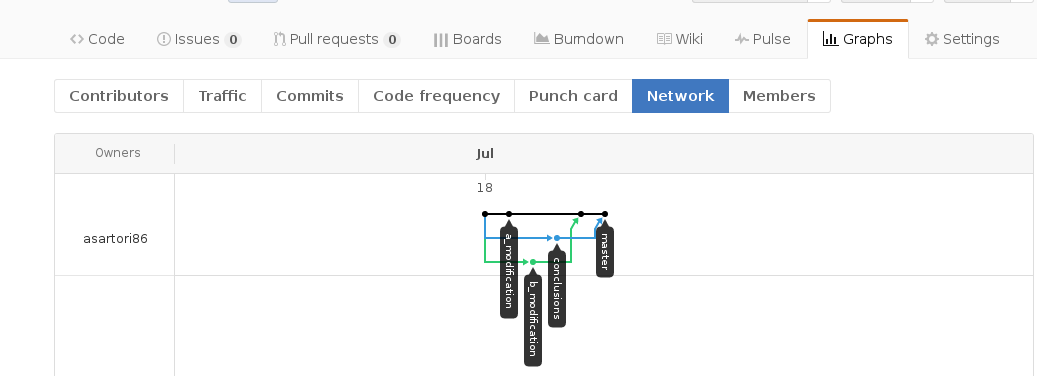 Code Issues 0 Pull requests 0 Boards Burndown Wiki Pulse Graphs Settings
Contributors Traffic Commits Code frequency Punch card Network Members
Owners Jul
18
asartori86
a_modification
b_modification
conclusions
master